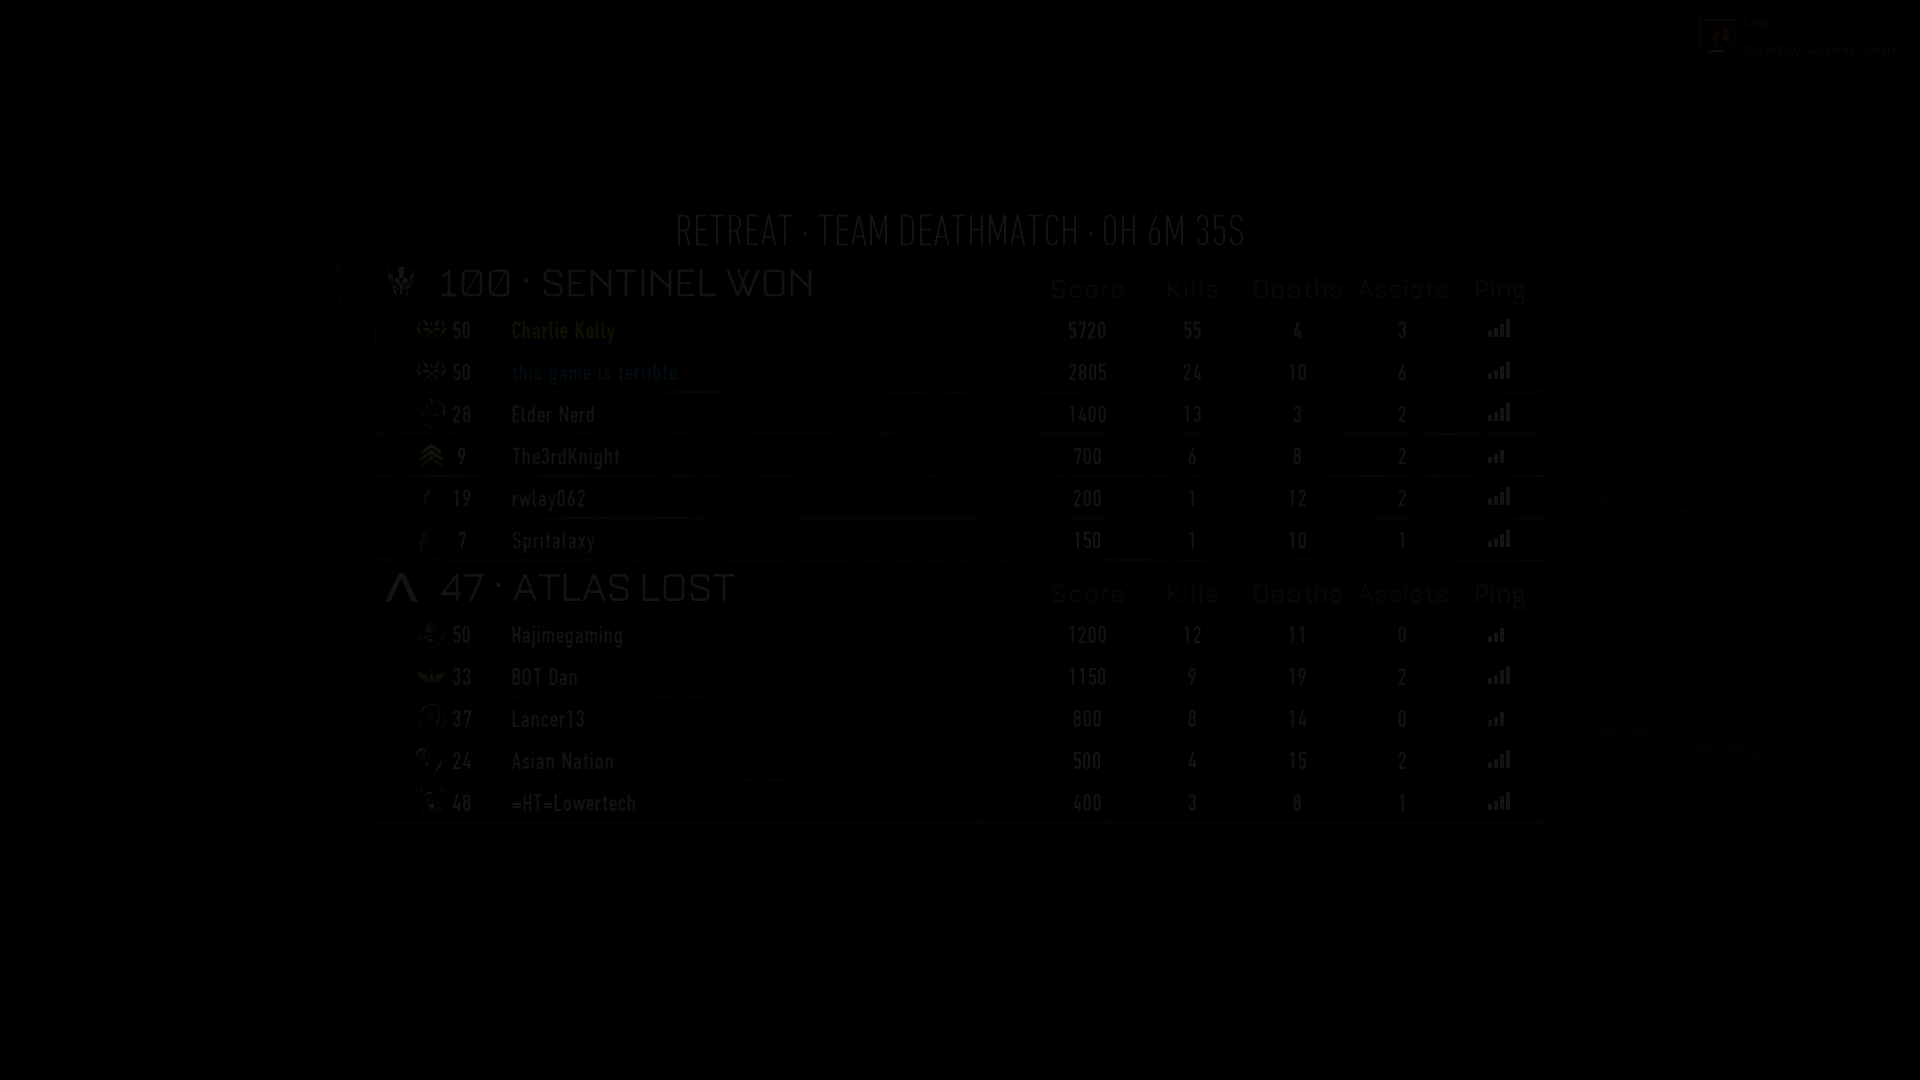 Call of Duty: Advanced Warfare
RETREAT · TEAM DEATHMATCH · 0H 6M 35S
100 · SENTINEL WON Score Kills Deaths Assists Ping
50 Charlie Kelly 5720 55 4 3
50 this game is terrible 2805 24 10 6
28 Elder Nerd 1400 13 3 2
9 The3rdKnight 700 6 8 2
19 rwlay062 200 1 12 2
7 Spritalaxy 150 1 10 1
47 · ATLAS LOST Score Kills Deaths Assists Ping
50 Hajimegaming 1200 12 11 0
33 BOT Dan 1150 9 19 2
37 Lancer13 800 8 14 0
24 Asian Nation 500 4 15 2
48 =HT=Lowertech 400 3 8 1